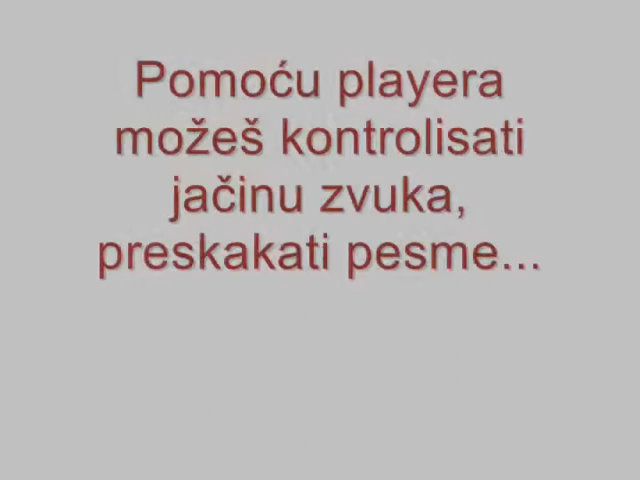 Pomoću playera
možeš kontrolisati
jačinu zvuka,
preskakati pesme...